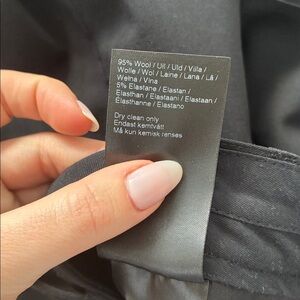 95% Wool / Ull / Uld / Villa /
Wolle / Wol / Laine / Lana / Lã /
Wełna / Vlna
5% Elastane / Elastan /
Elasthan / Elastaani / Elastaan /
Elasthanne / Elastano
Dry clean only
Endast kemtvätt
Må kun kemisk renses